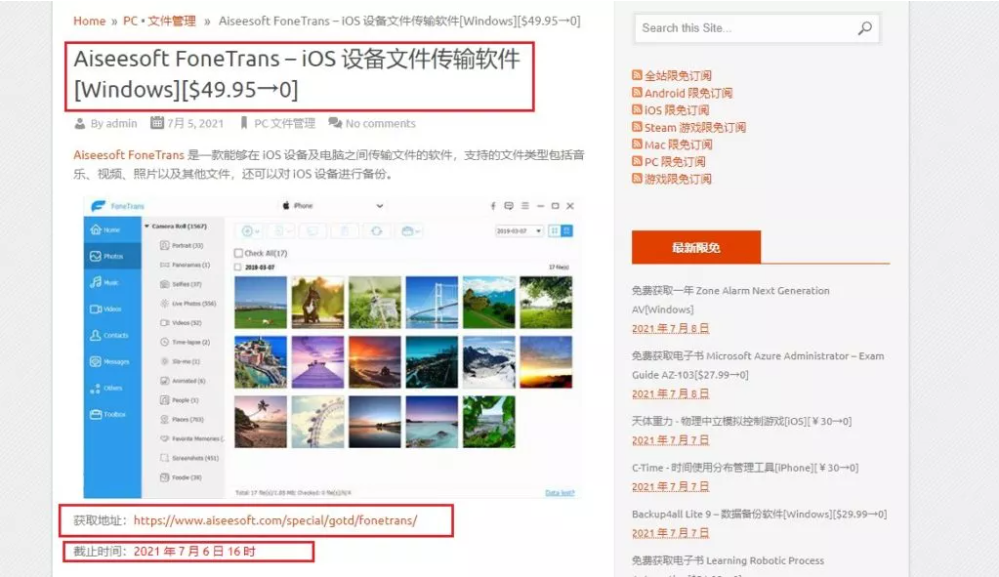 Home » PC • 文件管理 » Aiseesoft FoneTrans – iOS 设备文件传输软件[Windows][$49.95→0]
Aiseesoft FoneTrans – iOS 设备文件传输软件
[Windows][$49.95→0]
By admin 7月 5, 2021 PC 文件管理 No comments
Aiseesoft FoneTrans 是一款能够在 iOS 设备及电脑之间传输文件的软件，支持的文件类型包括音
乐、视频、照片以及其他文件，还可以对 iOS 设备进行备份。
FoneTrans
iPhone
Home
Photos
Music
Videos
Contacts
Messages
Others
Toolbox
Camera Roll (1567)
Portrait (33)
Panoramas (1)
Selfies (37)
Live Photos (556)
Videos (52)
Time-lapse (2)
Slo-mo (1)
Animated (6)
People (1)
Places (703)
Favorite Memories (
Screenshots (451)
2019-03-07
Check All(17)
2019-03-07
17 file(s)
Total: 17 file(s)/1.85 MB; Checked: 0 file(s)/0 K
Data lost?
获取地址：https://www.aiseesoft.com/special/gotd/fonetrans/
截止时间：2021 年 7 月 6 日 16 时
Search this Site...
全站限免订阅
Android 限免订阅
iOS 限免订阅
Steam 游戏限免订阅
Mac 限免订阅
PC 限免订阅
游戏限免订阅
最新限免
免费获取一年 Zone Alarm Next Generation
AV[Windows]
2021 年 7 月 8 日
免费获取电子书 Microsoft Azure Administrator – Exam
Guide AZ-103[$27.99→0]
2021 年 7 月 8 日
天体重力 - 物理中立模拟控制游戏[iOS][￥30→0]
2021 年 7 月 7 日
C-Time - 时间使用分布管理工具[iPhone][￥30→0]
2021 年 7 月 7 日
Backup4all Lite 9 – 数据备份软件[Windows][$29.99→0]
2021 年 7 月 7 日
免费获取电子书 Learning Robotic Process